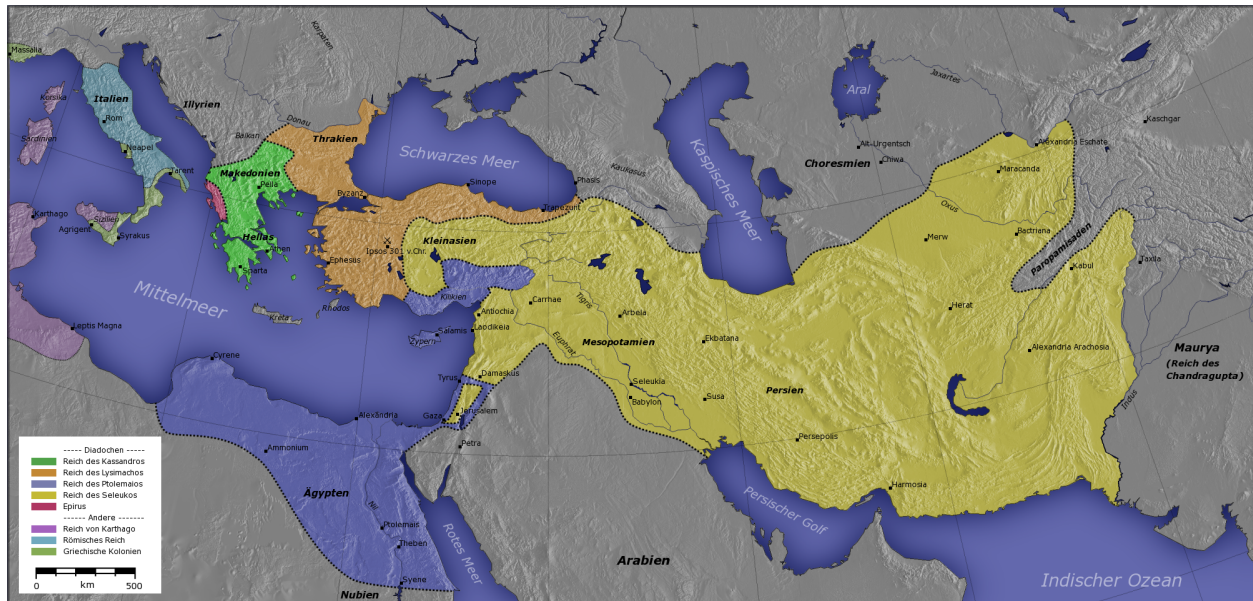 Massalia
Karpaten
Jaxartes
Korsika
Italien
Illyrien
Aral
Rom
Donau
Kaschgar
Sardinien
Balkan
Thrakien
Alexandria Eschate
Neapel
Schwarzes Meer
Kaspisches Meer
Alt-Urgentsch
Choresmien
Chiwa
Tarent
Makedonien
Pella
Kaukasus
Maracanda
Sinope
Phasis
Byzanz
Oxus
Karthago
Sizilien
Trapezunt
Agrigent
Syrakus
Hellas
Kleinasien
Merw
Bactriana
Athen
Ipsos 301 v.Chr.
Paropamisaden
Ephesus
Kabul
Taxila
Sparta
Mittelmeer
Kilikien
Carrhae
Tigris
Rhodos
Kreta
Herat
Antiochia
Arbela
Leptis Magna
Salamis
Laodikeia
Zypern
Euphrat
Mesopotamien
Ekbatana
Alexandria Arachosia
Maurya
(Reich des
Chandragupta)
Cyrene
Tyrus
Damaskus
Seleukia
Persien
Babylon
Susa
Indus
Alexandria
Gaza
Jerusalem
Persepolis
Petra
Ammonium
Harmosia
Ägypten
Nil
Persischer Golf
Ptolemais
Rotes Meer
Theben
Arabien
Syene
Nubien
Indischer Ozean
----- Diadochen -----
Reich des Kassandros
Reich des Lysimachos
Reich des Ptolemaios
Reich des Seleukos
Epirus
------ Andere -------
Reich von Karthago
Römisches Reich
Griechische Kolonien
0 km 500